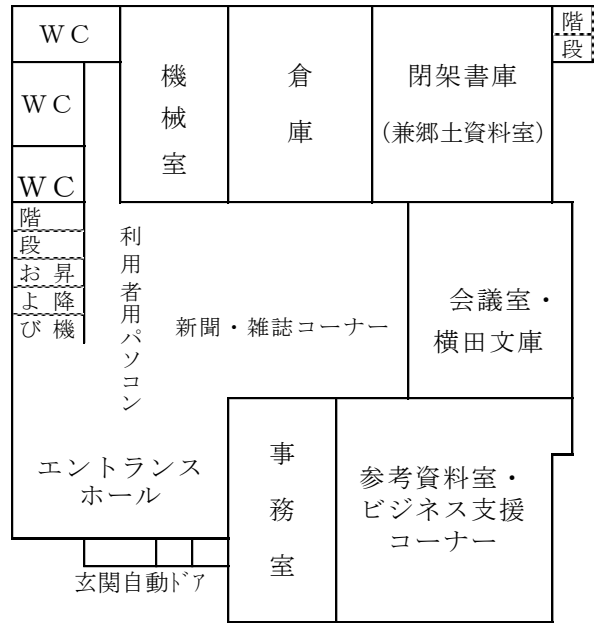 WC
機械室
倉庫
閉架書庫
(兼郷土資料室)
階
段
WC
WC
階
段
お昇
よ降
び機
利用者用パソコン
新聞・雑誌コーナー
会議室・
横田文庫
エントランス
ホール
事務室
参考資料室・
ビジネス支援
コーナー
玄関自動ﾄﾞｱ